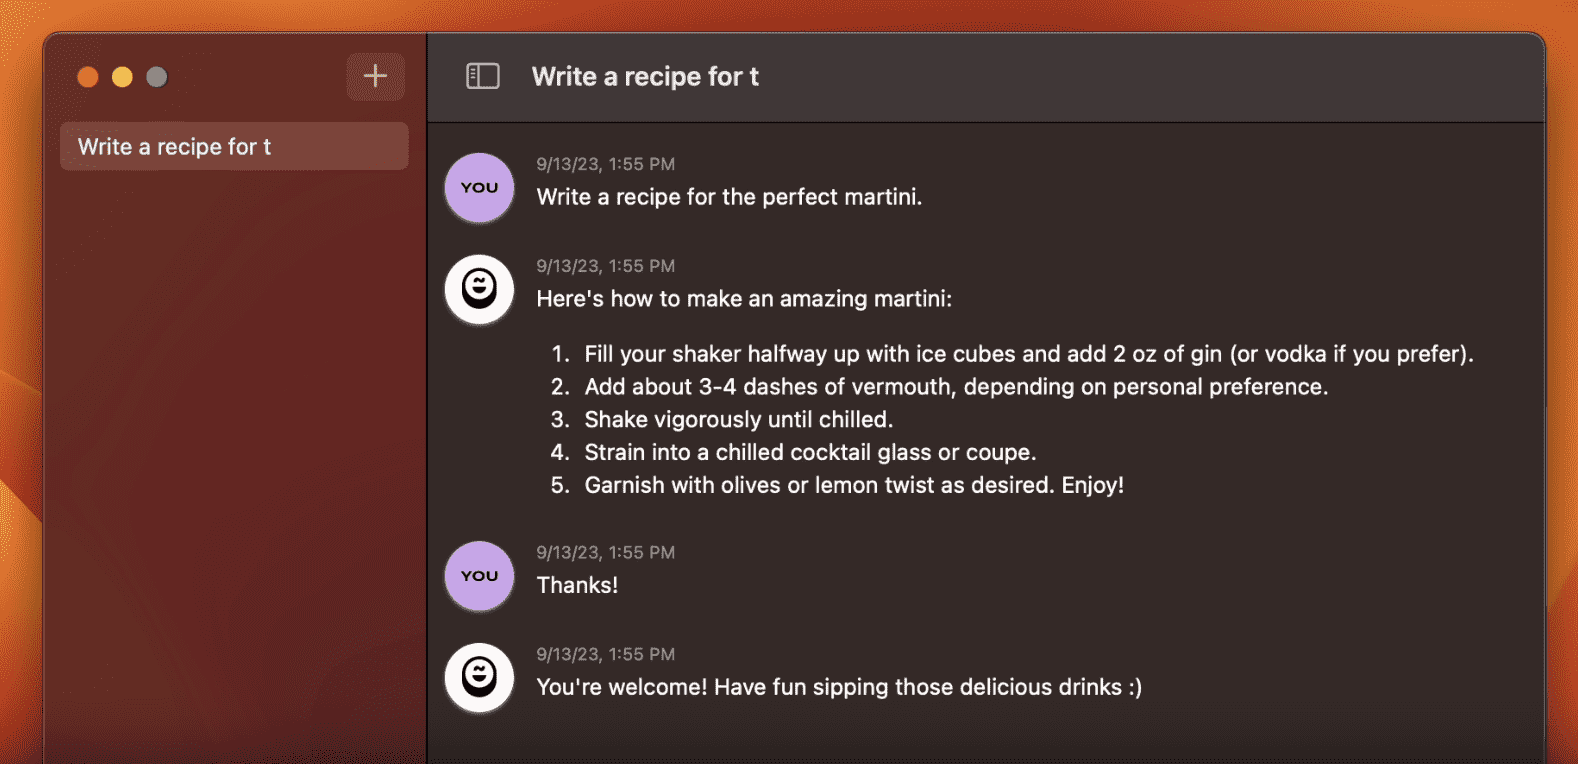 Write a recipe for t
Write a recipe for t
YOU
9/13/23, 1:55 PM
Write a recipe for the perfect martini.
9/13/23, 1:55 PM
Here's how to make an amazing martini:
1. Fill your shaker halfway up with ice cubes and add 2 oz of gin (or vodka if you prefer).
2. Add about 3-4 dashes of vermouth, depending on personal preference.
3. Shake vigorously until chilled.
4. Strain into a chilled cocktail glass or coupe.
5. Garnish with olives or lemon twist as desired. Enjoy!
YOU
9/13/23, 1:55 PM
Thanks!
9/13/23, 1:55 PM
You're welcome! Have fun sipping those delicious drinks :)